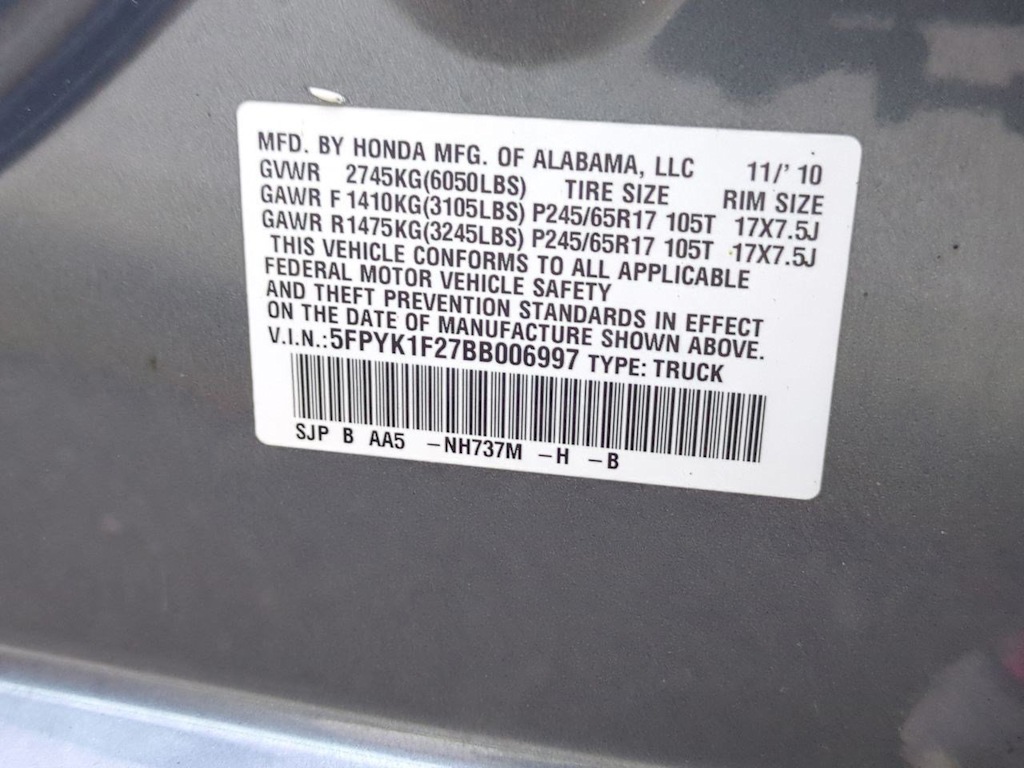 MFD. BY HONDA MFG. OF ALABAMA, LLC 11/' 10
GVWR 2745KG(6050LBS) TIRE SIZE RIM SIZE
GAWR F 1410KG(3105LBS) P245/65R17 105T 17X7.5J
GAWR R1475KG(3245LBS) P245/65R17 105T 17X7.5J
THIS VEHICLE CONFORMS TO ALL APPLICABLE
FEDERAL MOTOR VEHICLE SAFETY
AND THEFT PREVENTION STANDARDS IN EFFECT
ON THE DATE OF MANUFACTURE SHOWN ABOVE.
V.I.N.:5FPYK1F27BB006997 TYPE: TRUCK
SJP B AA5 -NH737M -H -B